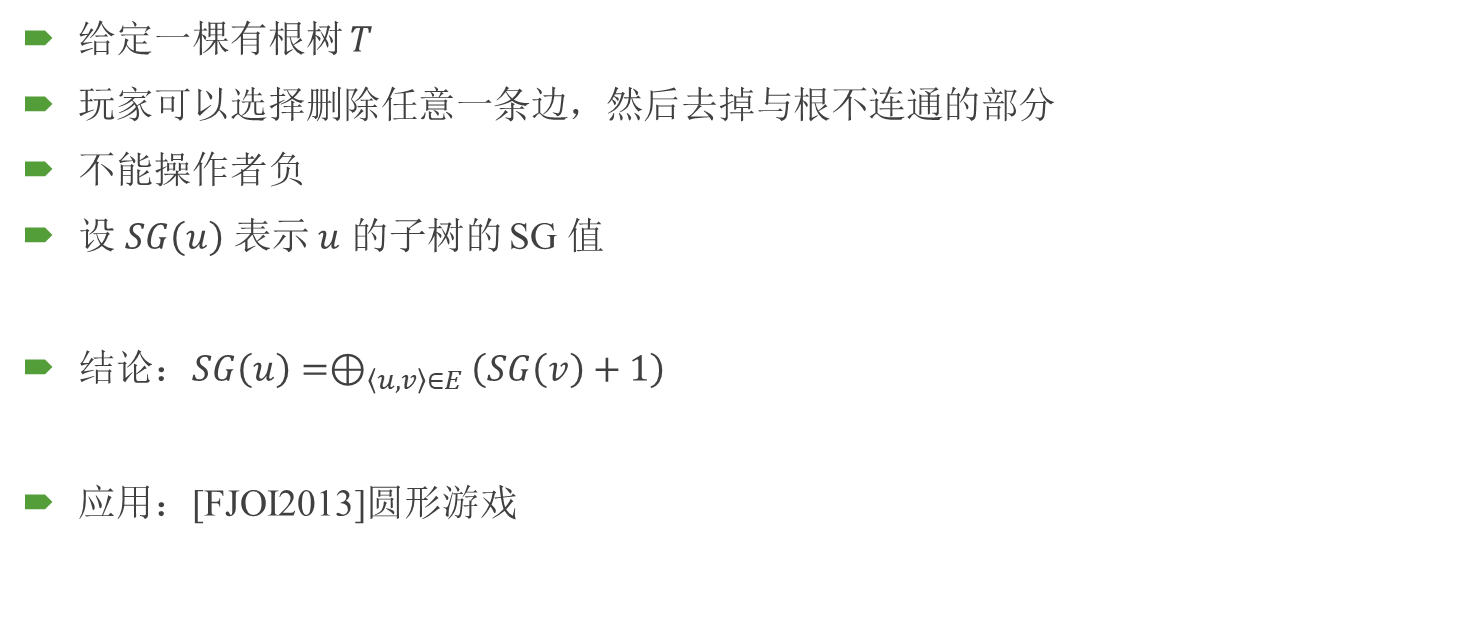 给定一棵有根树 T
玩家可以选择删除任意一条边，然后去掉与根不连通的部分
不能操作者负
设 SG(u) 表示 u 的子树的 SG 值
结论：SG(u) =⊕⟨u,v⟩∈E (SG(v) + 1)
应用：[FJOI2013]圆形游戏